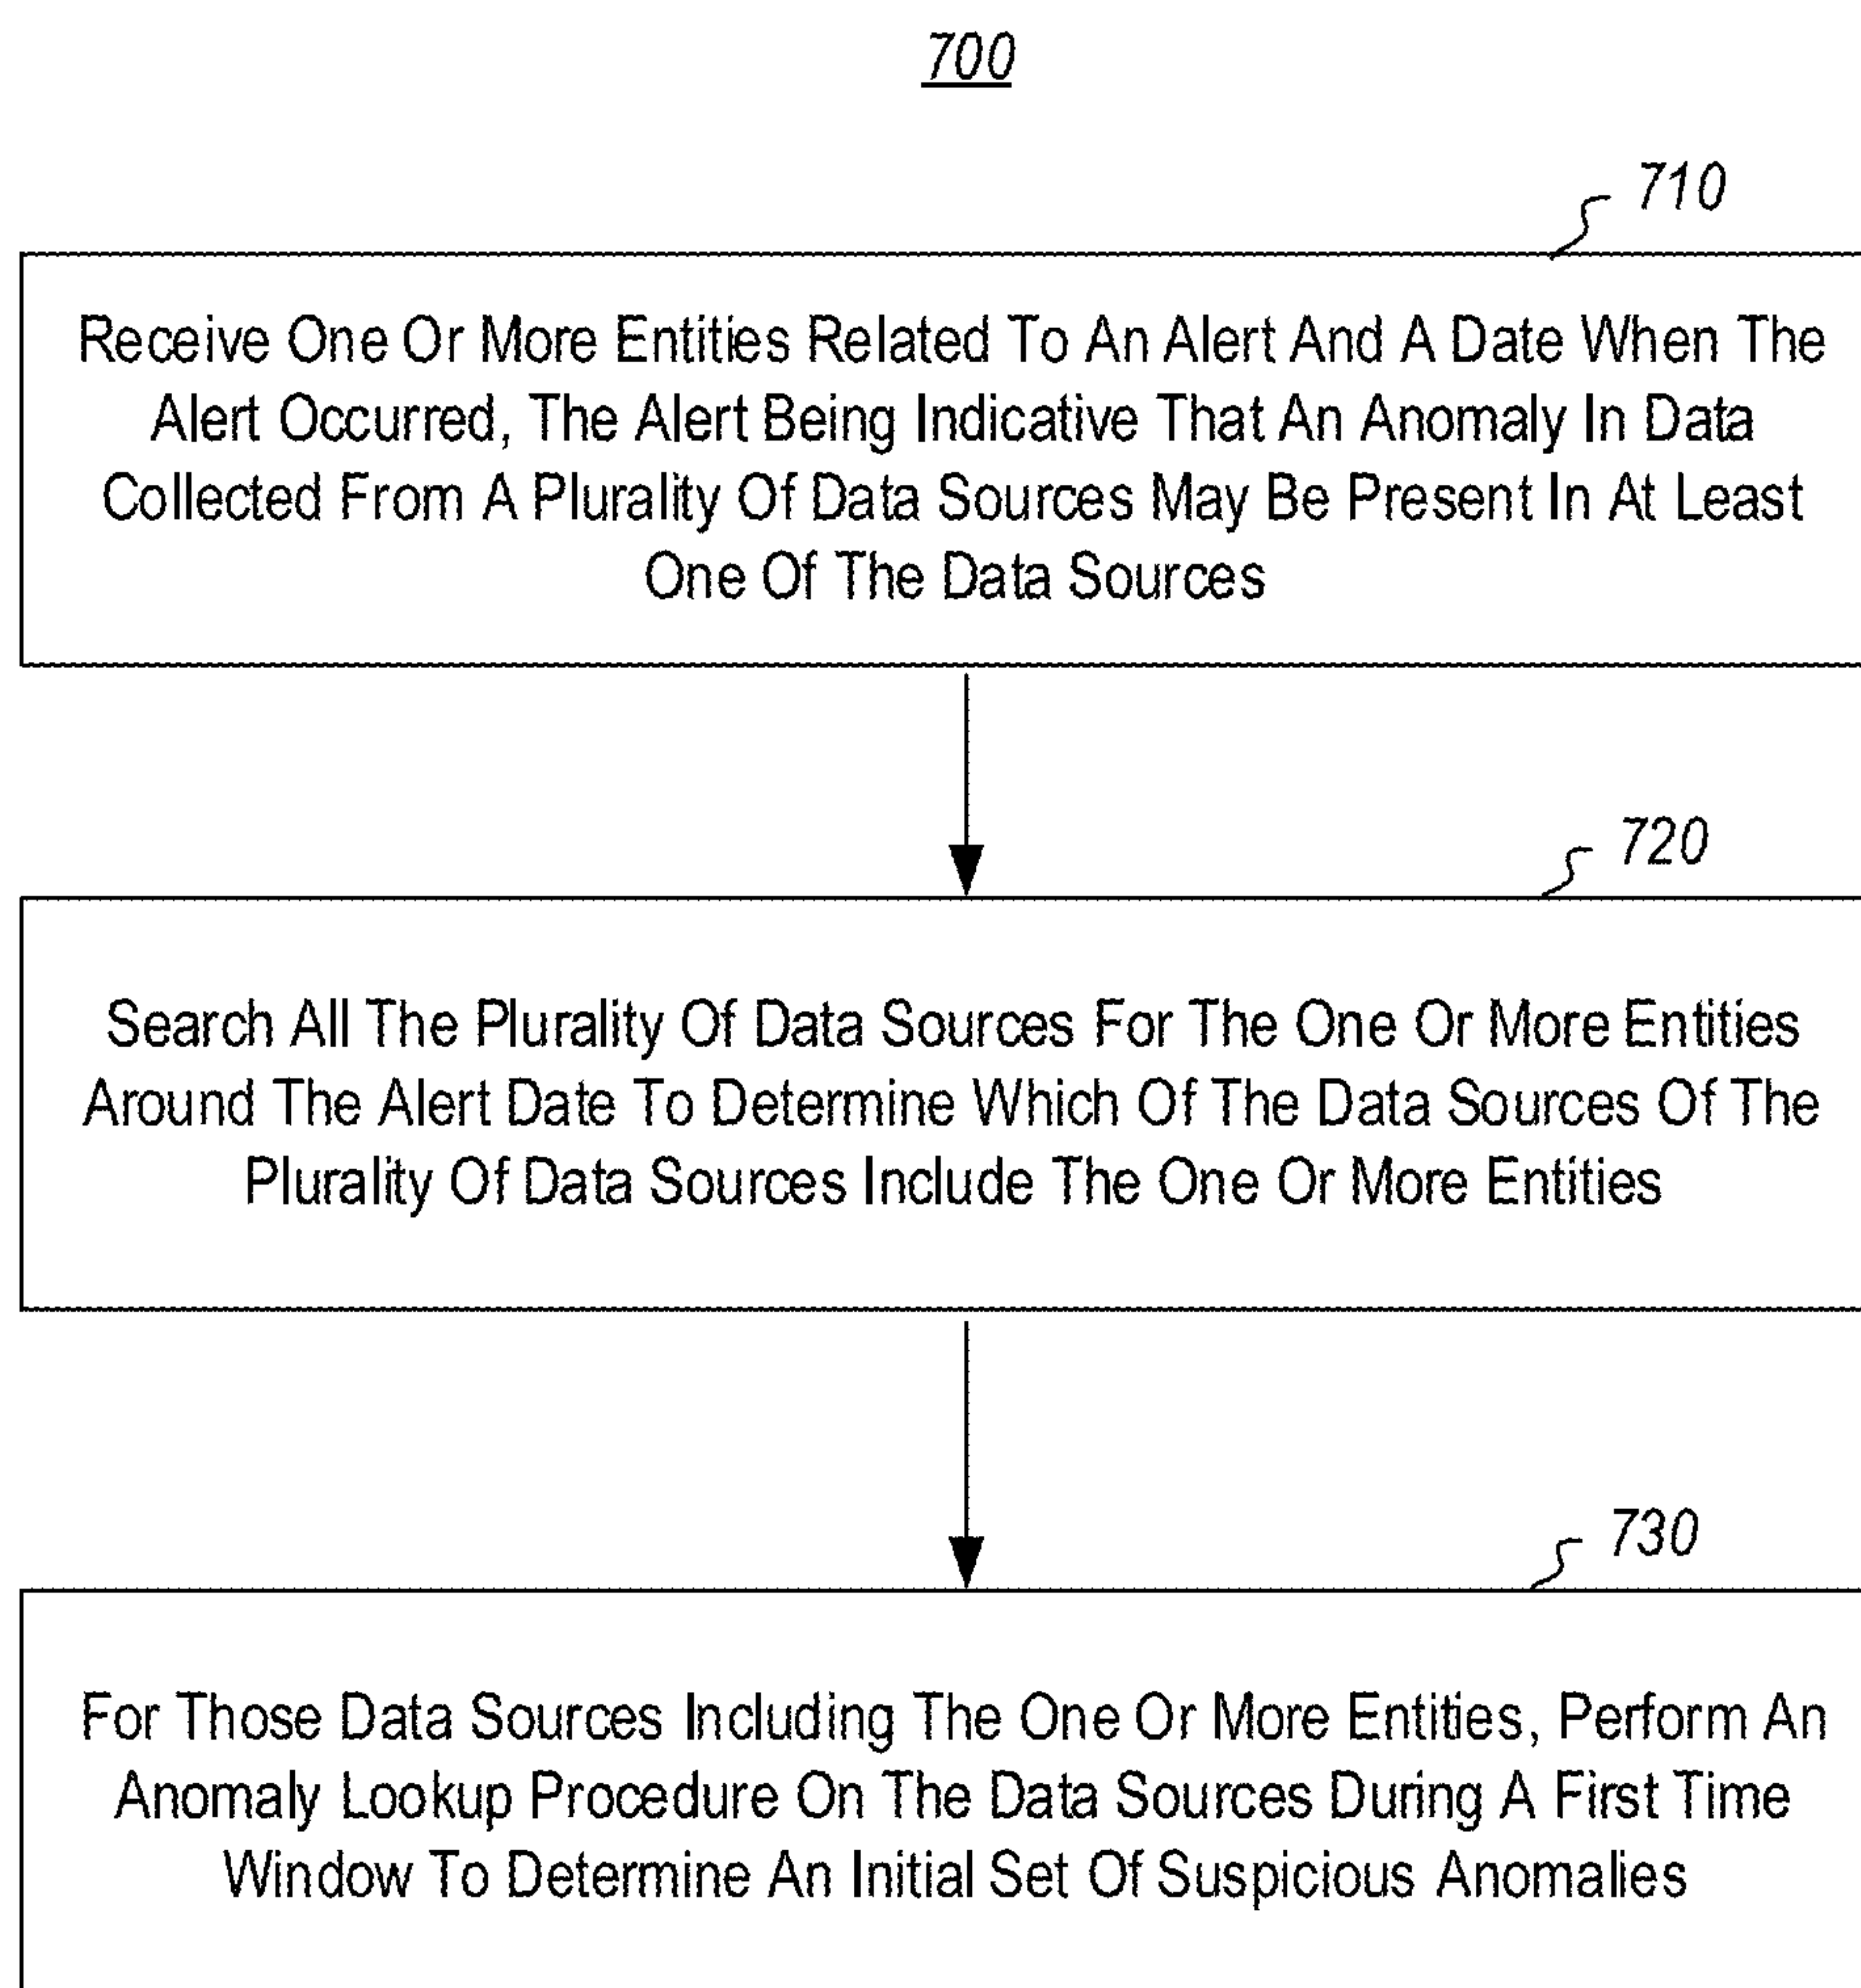 700
710
Receive One Or More Entities Related To An Alert And A Date When The
Alert Occurred, The Alert Being Indicative That An Anomaly In Data
Collected From A Plurality Of Data Sources May Be Present In At Least
One Of The Data Sources
720
Search All The Plurality Of Data Sources For The One Or More Entities
Around The Alert Date To Determine Which Of The Data Sources Of The
Plurality Of Data Sources Include The One Or More Entities
730
For Those Data Sources Including The One Or More Entities, Perform An
Anomaly Lookup Procedure On The Data Sources During A First Time
Window To Determine An Initial Set Of Suspicious Anomalies